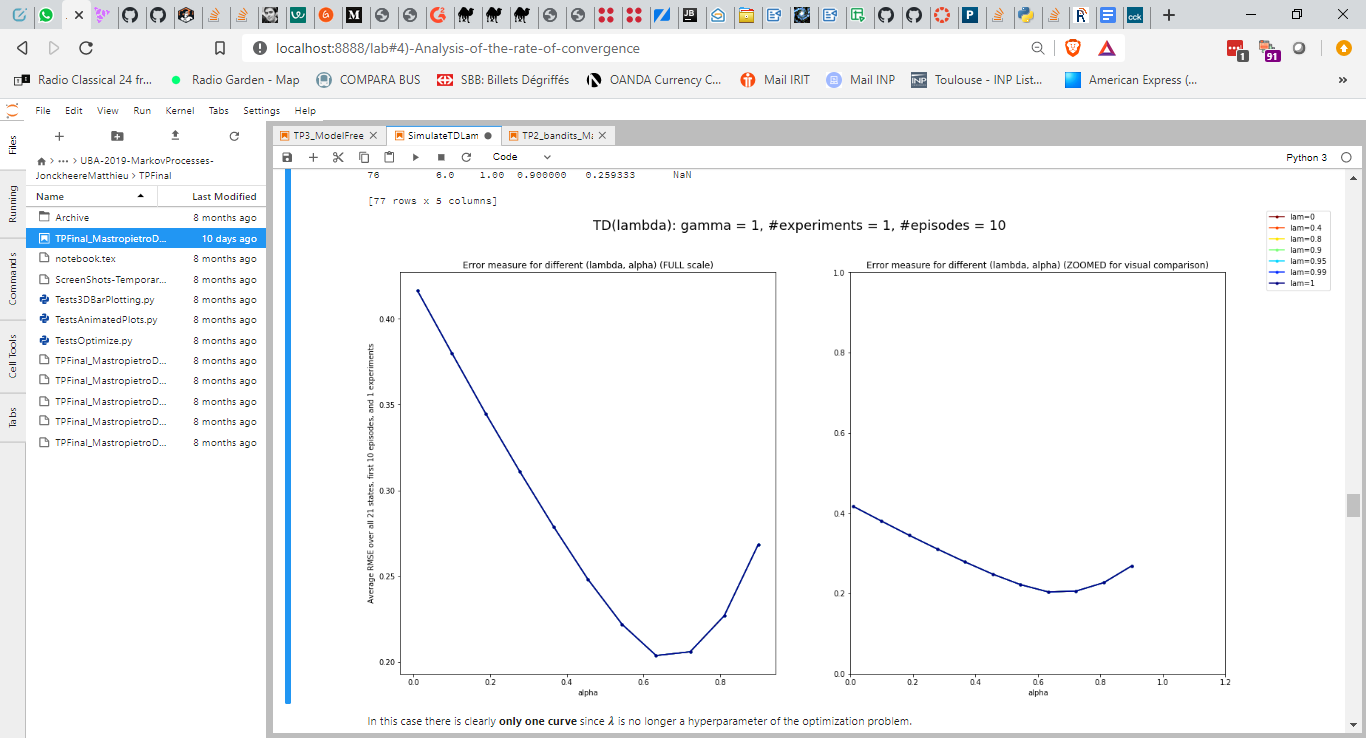 localhost:8888/lab#4)-Analysis-of-the-rate-of-convergence
1
91
Radio Classical 24 fr... Radio Garden - Map COMPARA BUS SBB: Billets Dégriffés OANDA Currency C... Mail IRIT Mail INP Toulouse - INP List... American Express (... »
File Edit View Run Kernel Tabs Settings Help
Files
Running
Commands
Cell Tools
Tabs
> ··· > UBA-2019-MarkovProcesses-
JonckheereMatthieu > TPFinal
Name Last Modified
Archive 8 months ago
TPFinal_MastropietroD... 10 days ago
notebook.tex 8 months ago
ScreenShots-Temporar... 8 months ago
Tests3DBarPlotting.py 8 months ago
TestsAnimatedPlots.py 8 months ago
TestsOptimize.py 8 months ago
TPFinal_MastropietroD... 8 months ago
TPFinal_MastropietroD... 8 months ago
TPFinal_MastropietroD... 8 months ago
TPFinal_MastropietroD... 8 months ago
TPFinal_MastropietroD... 8 months ago
TP3_ModelFree SimulateTDLam TP2_bandits_Ma
Code Python 3
76 6.0 1.00 0.900000 0.259333 NaN
[77 rows x 5 columns]
TD(lambda): gamma = 1, #experiments = 1, #episodes = 10
Error measure for different (lambda, alpha) (FULL scale)
Average RMSE over all 21 states, first 10 episodes, and 1 experiments
0.40
0.35
0.30
0.25
0.20
0.0 0.2 0.4 0.6 0.8
alpha
Error measure for different (lambda, alpha) (ZOOMED for visual comparison)
1.0
0.8
0.6
0.4
0.2
0.0
0.0 0.2 0.4 0.6 0.8 1.0 1.2
alpha
lam=0
lam=0.4
lam=0.8
lam=0.9
lam=0.95
lam=0.99
lam=1
In this case there is clearly only one curve since λ is no longer a hyperparameter of the optimization problem.